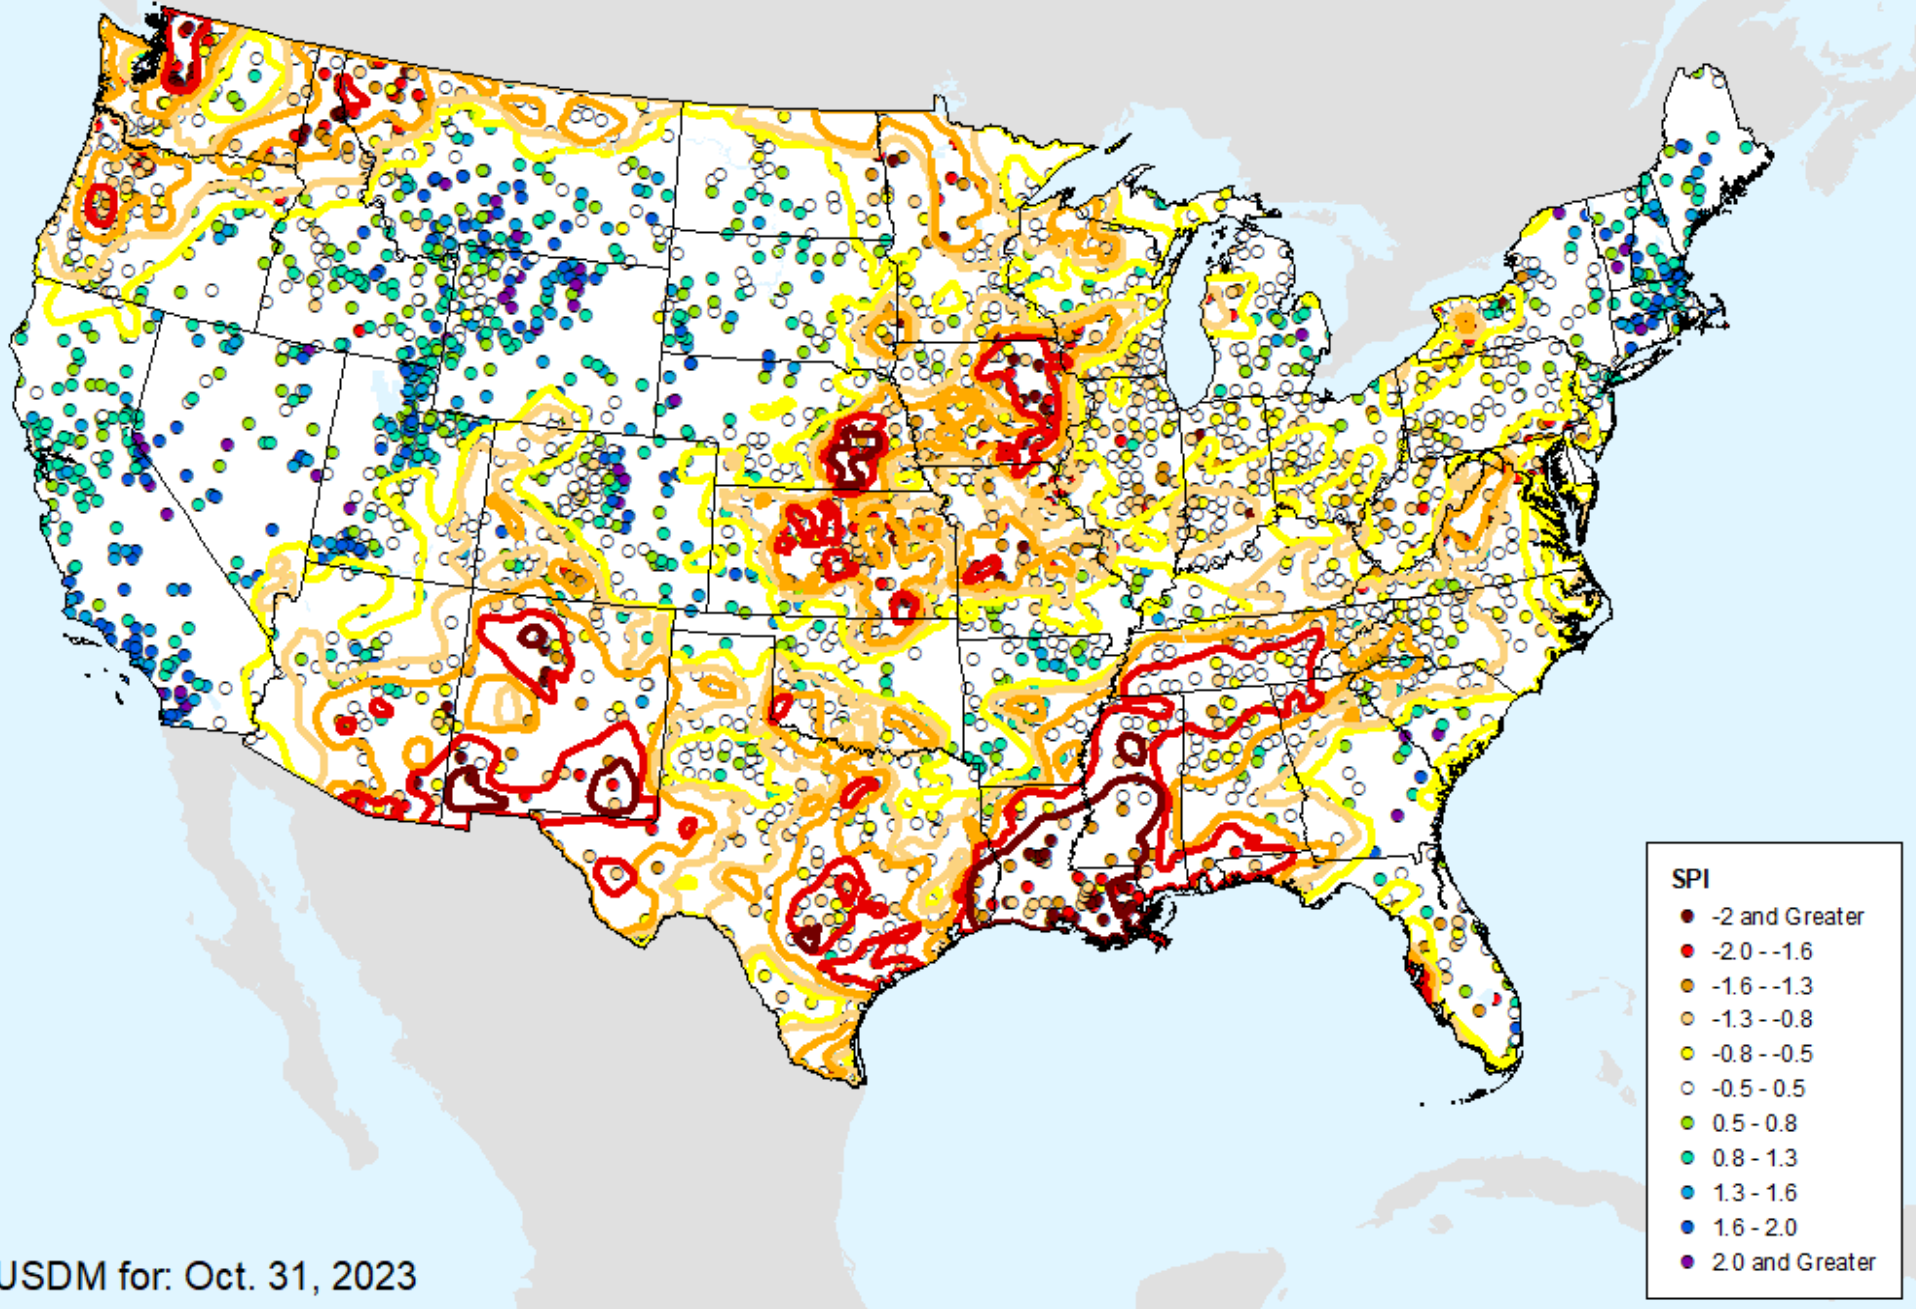 SPI
-2 and Greater
-2.0 - -1.6
-1.6 - -1.3
-1.3 - -0.8
-0.8 - -0.5
-0.5 - 0.5
0.5 - 0.8
0.8 - 1.3
1.3 - 1.6
1.6 - 2.0
2.0 and Greater
USDM for: Oct. 31, 2023